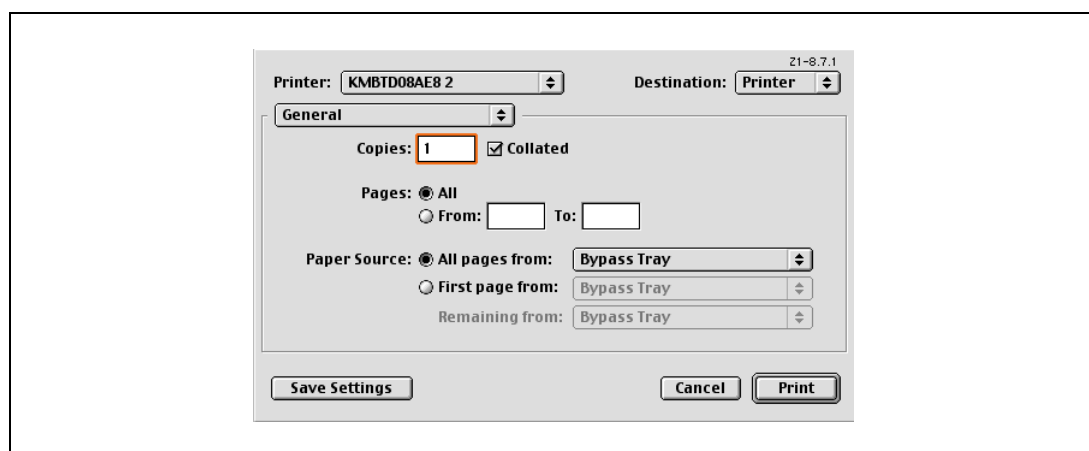 Z1-8.7.1
Printer: KMBTD08AE8 2 Destination: Printer
General
Copies: 1 Collated
Pages: All
From: To:
Paper Source: All pages from: Bypass Tray
First page from: Bypass Tray
Remaining from: Bypass Tray
Save Settings Cancel Print